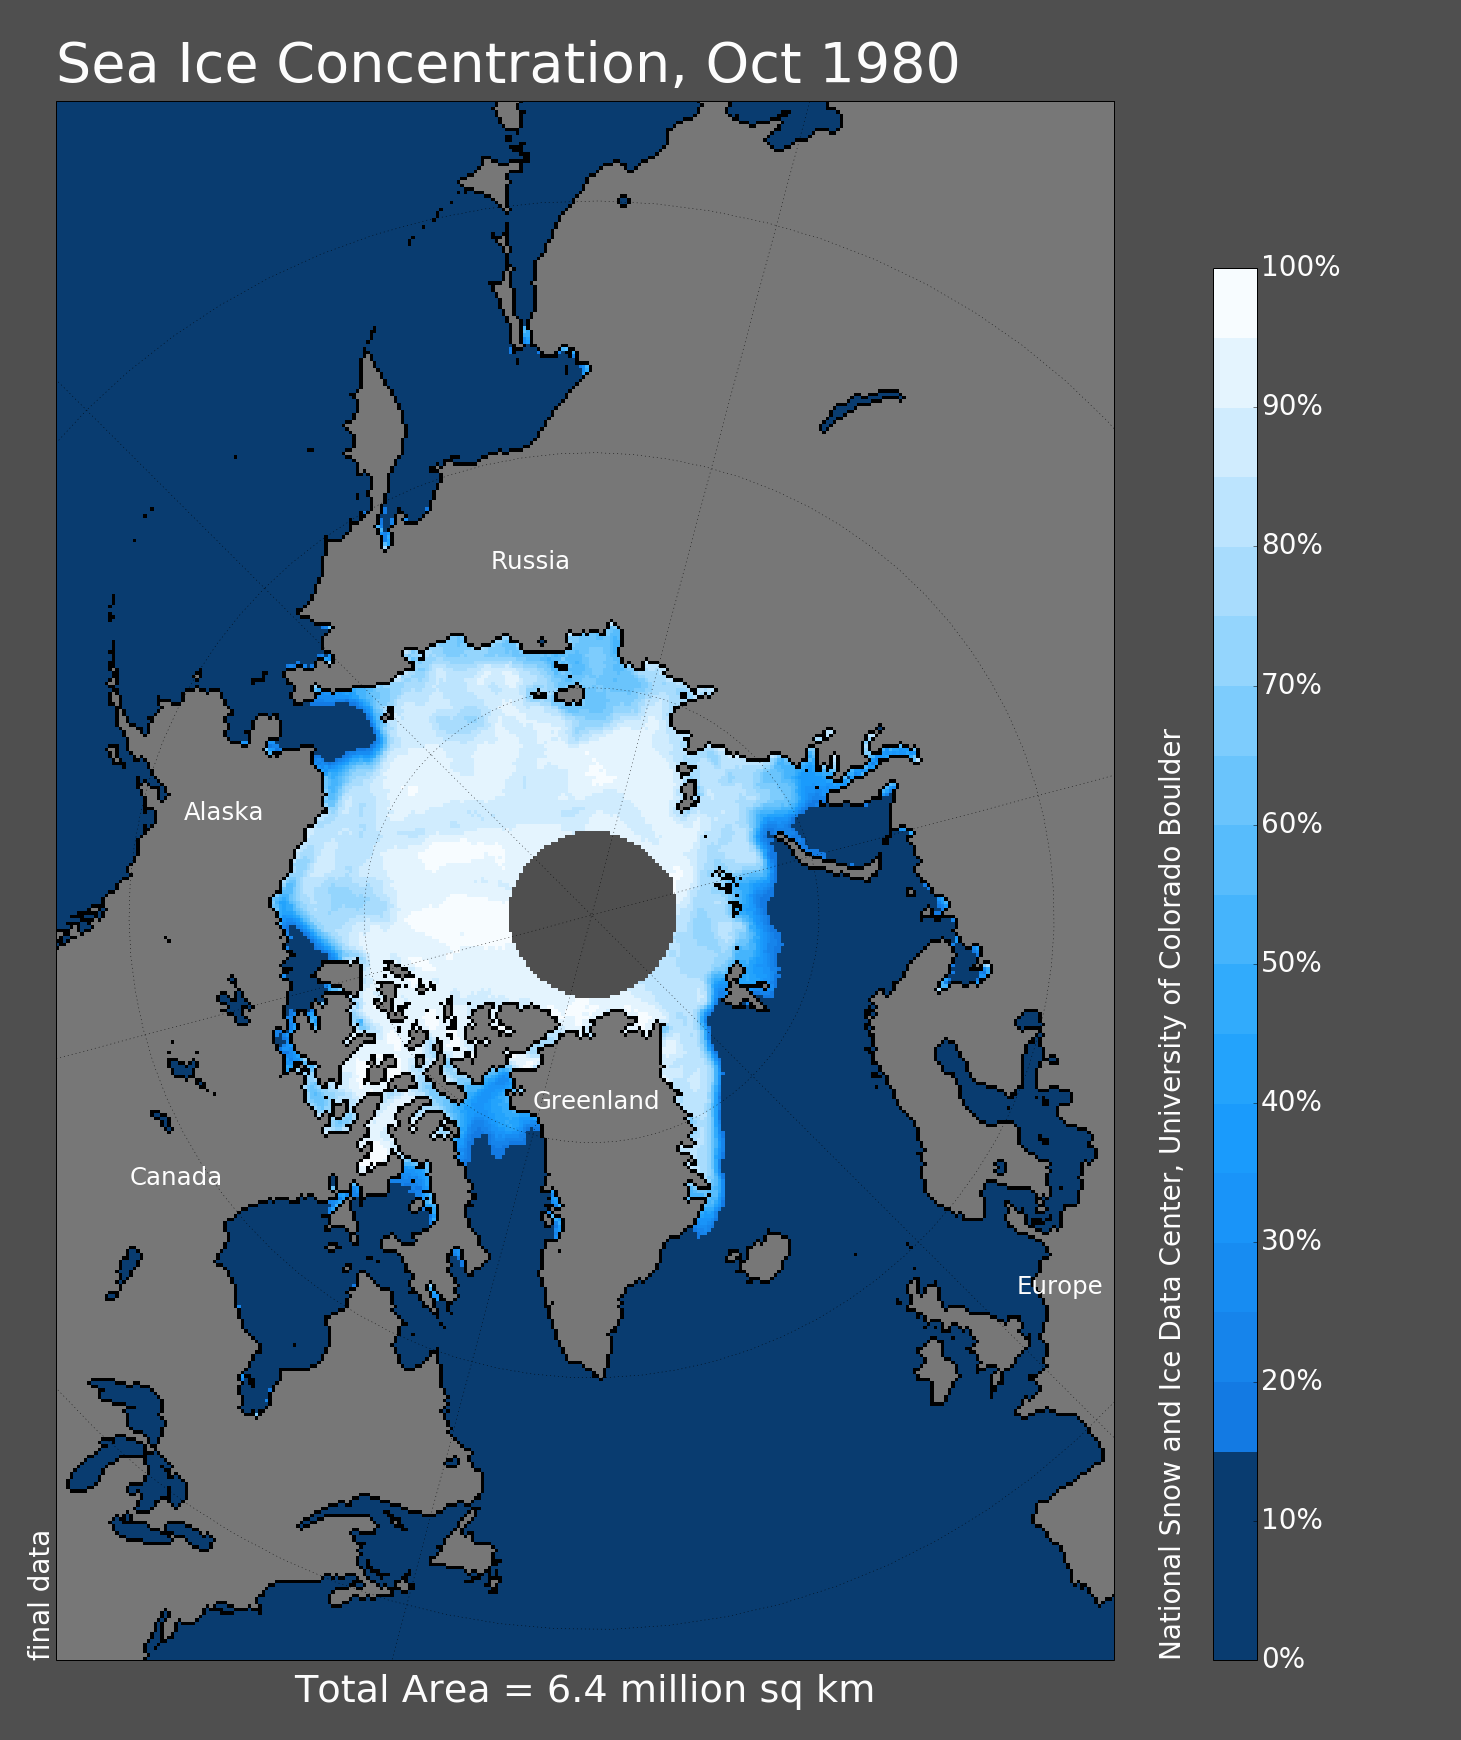 Sea Ice Concentration, Oct 1980
Russia
Alaska
Greenland
Canada
Europe
100%
90%
80%
70%
60%
50%
40%
30%
20%
10%
0%
National Snow and Ice Data Center, University of Colorado Boulder
final data
Total Area = 6.4 million sq km